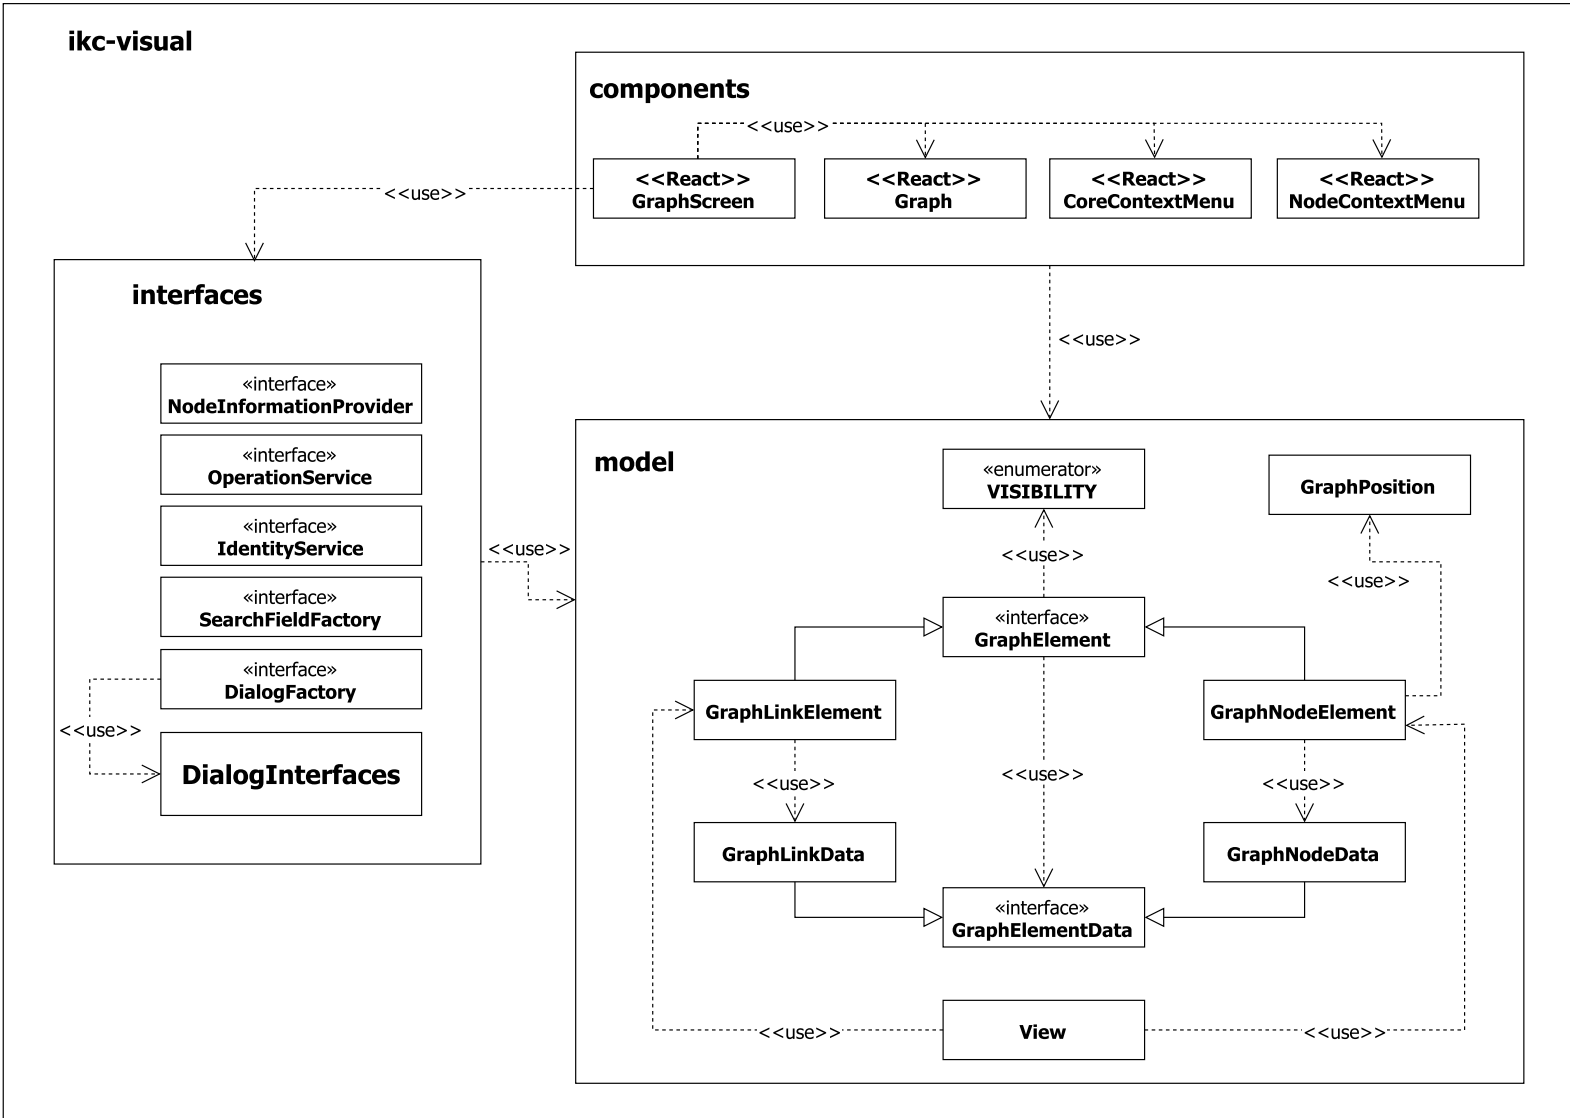 ikc-visual
components
<<use>>
<<React>>
GraphScreen
<<React>>
Graph
<<React>>
CoreContextMenu
<<React>>
NodeContextMenu
<<use>>
interfaces
«interface»
NodeInformationProvider
«interface»
OperationService
«interface»
IdentityService
«interface»
SearchFieldFactory
«interface»
DialogFactory
<<use>>
DialogInterfaces
<<use>>
<<use>>
model
«enumerator»
VISIBILITY
GraphPosition
<<use>>
<<use>>
«interface»
GraphElement
GraphLinkElement
GraphNodeElement
<<use>>
<<use>>
<<use>>
GraphLinkData
GraphNodeData
«interface»
GraphElementData
<<use>>
View
<<use>>